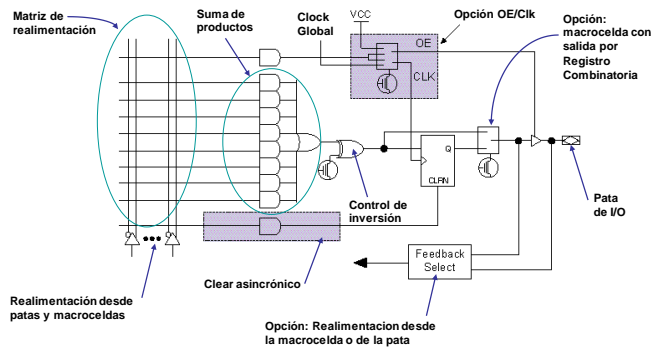 Matriz de
realimentación
Suma de
productos
Clock
Global
VCC
Opción OE/Clk
Opción:
macrocelda con
salida por
Registro
Combinatoria
OE
CLK
Q
CLRN
Control de
inversión
Pata
de I/O
Feedback
Select
Clear asincrónico
Realimentación desde
patas y macroceldas
Opción: Realimentacion desde
la macrocelda o de la pata